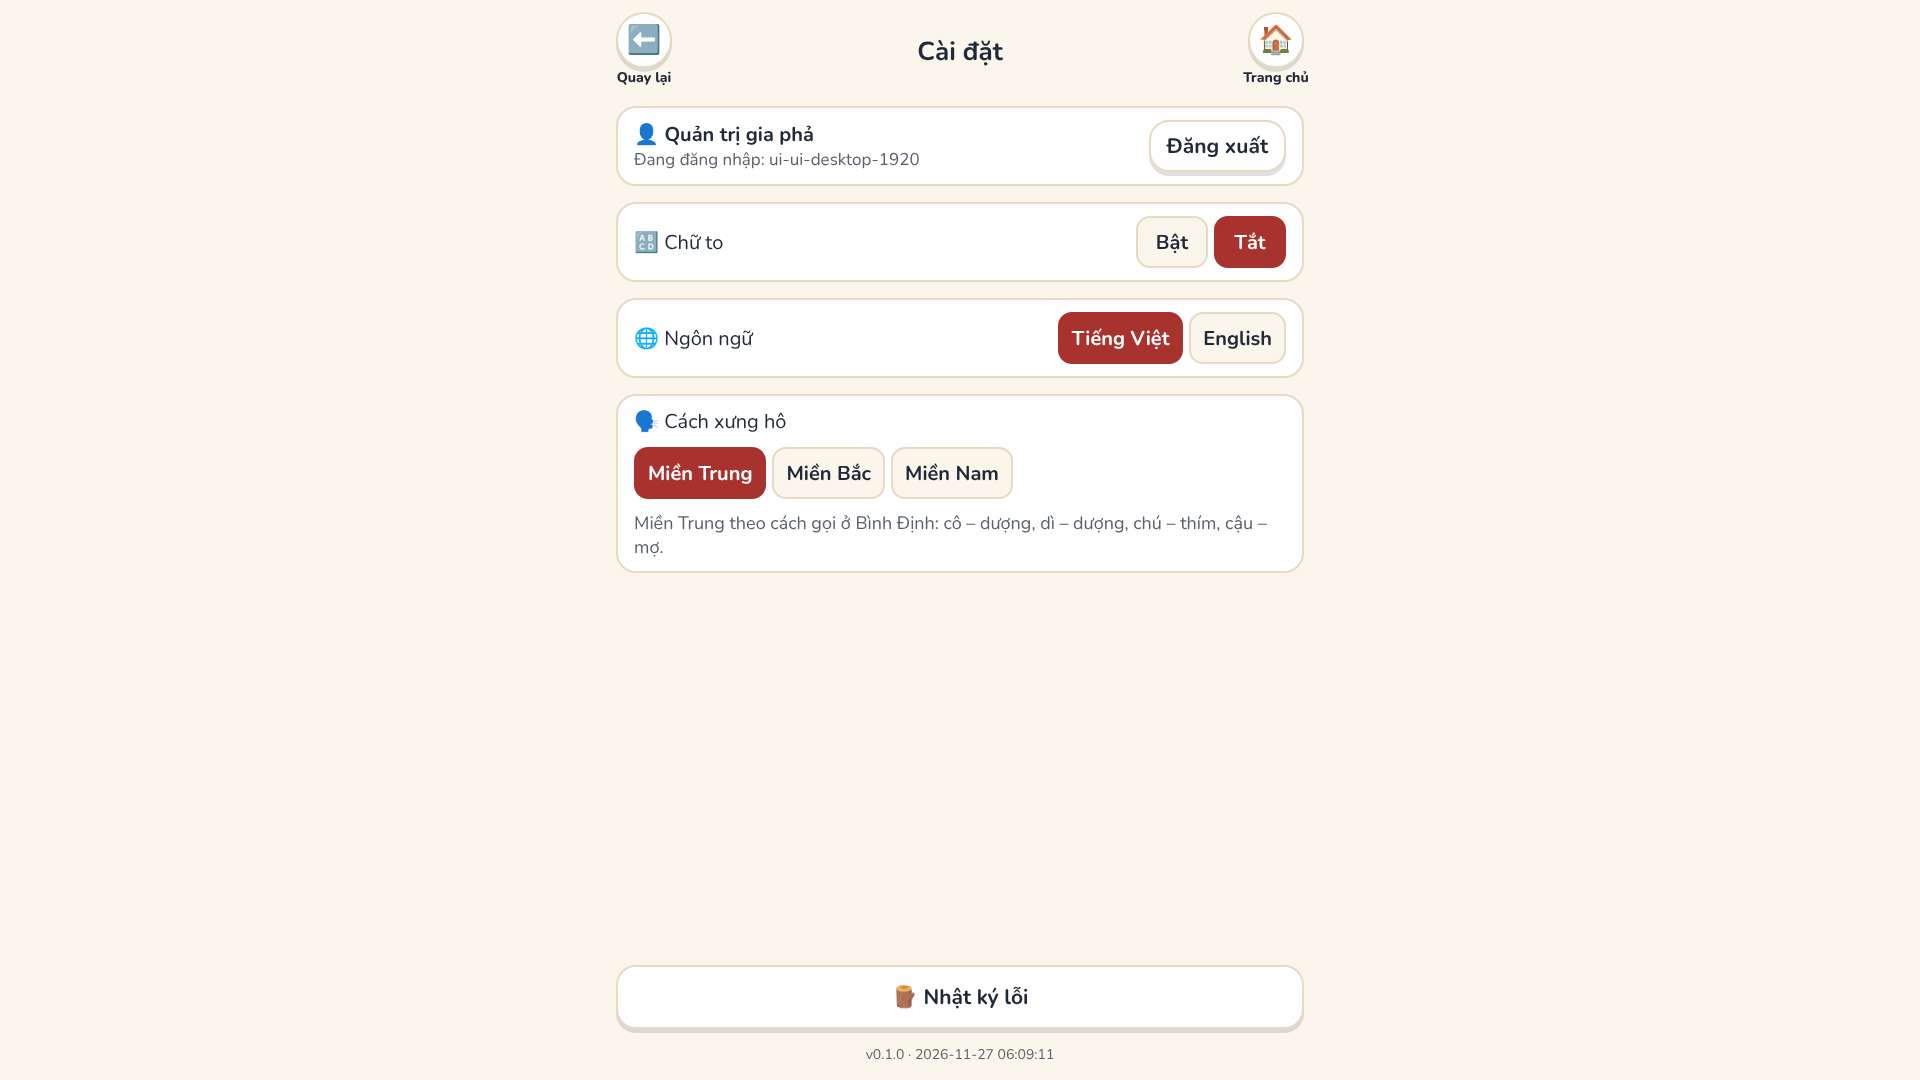 Cài đặt
Quay lại
Trang chủ
Quản trị gia phả
Đang đăng nhập: ui-ui-desktop-1920
Đăng xuất
Chữ to
Bật
Tắt
Ngôn ngữ
Tiếng Việt
English
Cách xưng hô
Miền Trung
Miền Bắc
Miền Nam
Miền Trung theo cách gọi ở Bình Định: cô – dượng, dì – dượng, chú – thím, cậu –
mợ.
Nhật ký lỗi
v0.1.0 · 2026-11-27 06:09:11